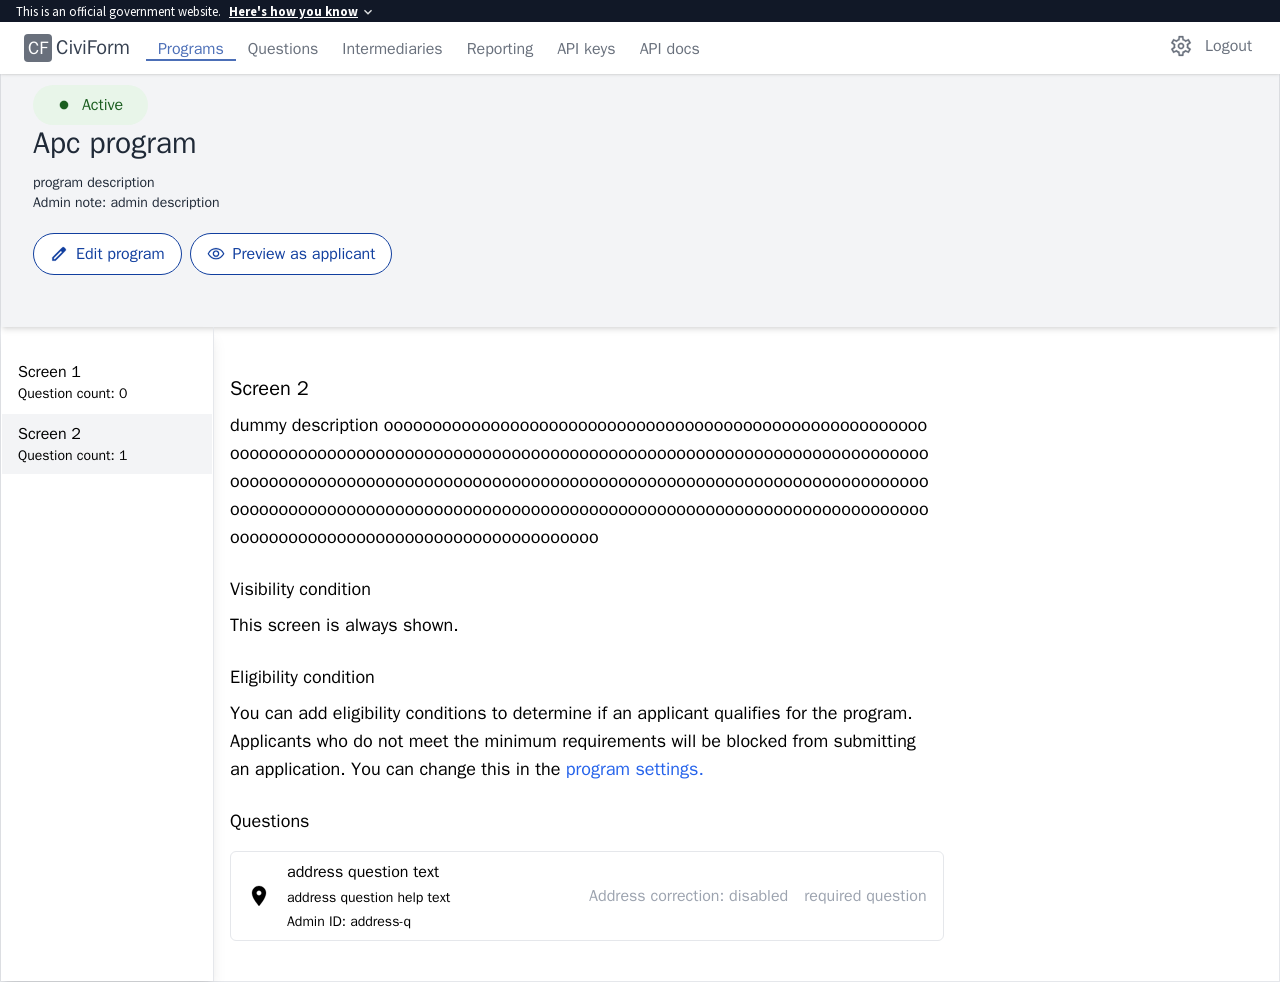 This is an official government website. Here's how you know
CF CiviForm Programs Questions Intermediaries Reporting API keys API docs Logout
Active
Apc program
program description
Admin note: admin description
Edit program Preview as applicant
Screen 1
Question count: 0
Screen 2
Question count: 1
Screen 2
dummy description oooooooooooooooooooooooooooooooooooooooooooooooooooooooo
oooooooooooooooooooooooooooooooooooooooooooooooooooooooooooooooooooooooo
oooooooooooooooooooooooooooooooooooooooooooooooooooooooooooooooooooooooo
oooooooooooooooooooooooooooooooooooooooooooooooooooooooooooooooooooooooo
oooooooooooooooooooooooooooooooooooooo
Visibility condition
This screen is always shown.
Eligibility condition
You can add eligibility conditions to determine if an applicant qualifies for the program.
Applicants who do not meet the minimum requirements will be blocked from submitting
an application. You can change this in the program settings.
Questions
address question text
address question help text
Admin ID: address-q
Address correction: disabled required question